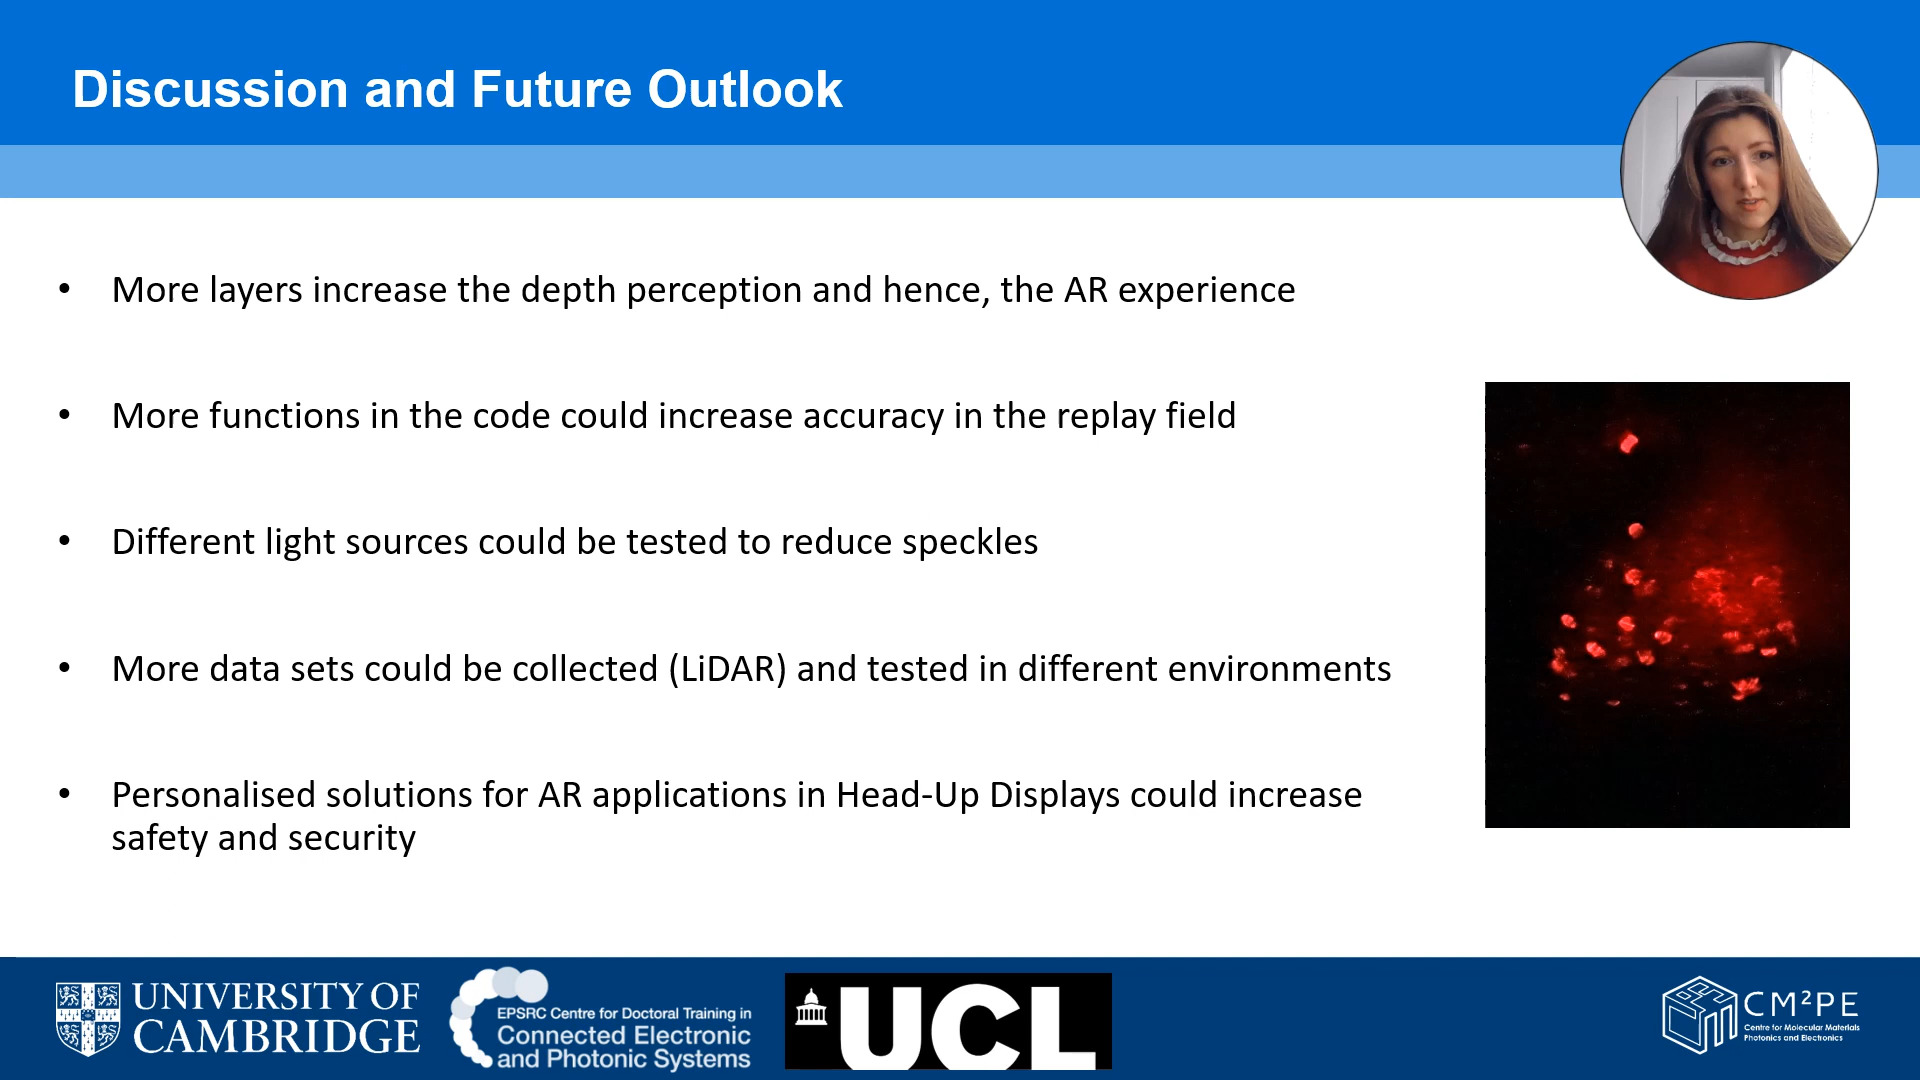 Discussion and Future Outlook
• More layers increase the depth perception and hence, the AR experience
• More functions in the code could increase accuracy in the replay field
• Different light sources could be tested to reduce speckles
• More data sets could be collected (LiDAR) and tested in different environments
• Personalised solutions for AR applications in Head-Up Displays could increase
safety and security
UNIVERSITY OF
CAMBRIDGE
EPSRC Centre for Doctoral Training in
Connected Electronic
and Photonic Systems
UCL
CM²PE
Centre for Molecular Materials
Photonics and Electronics